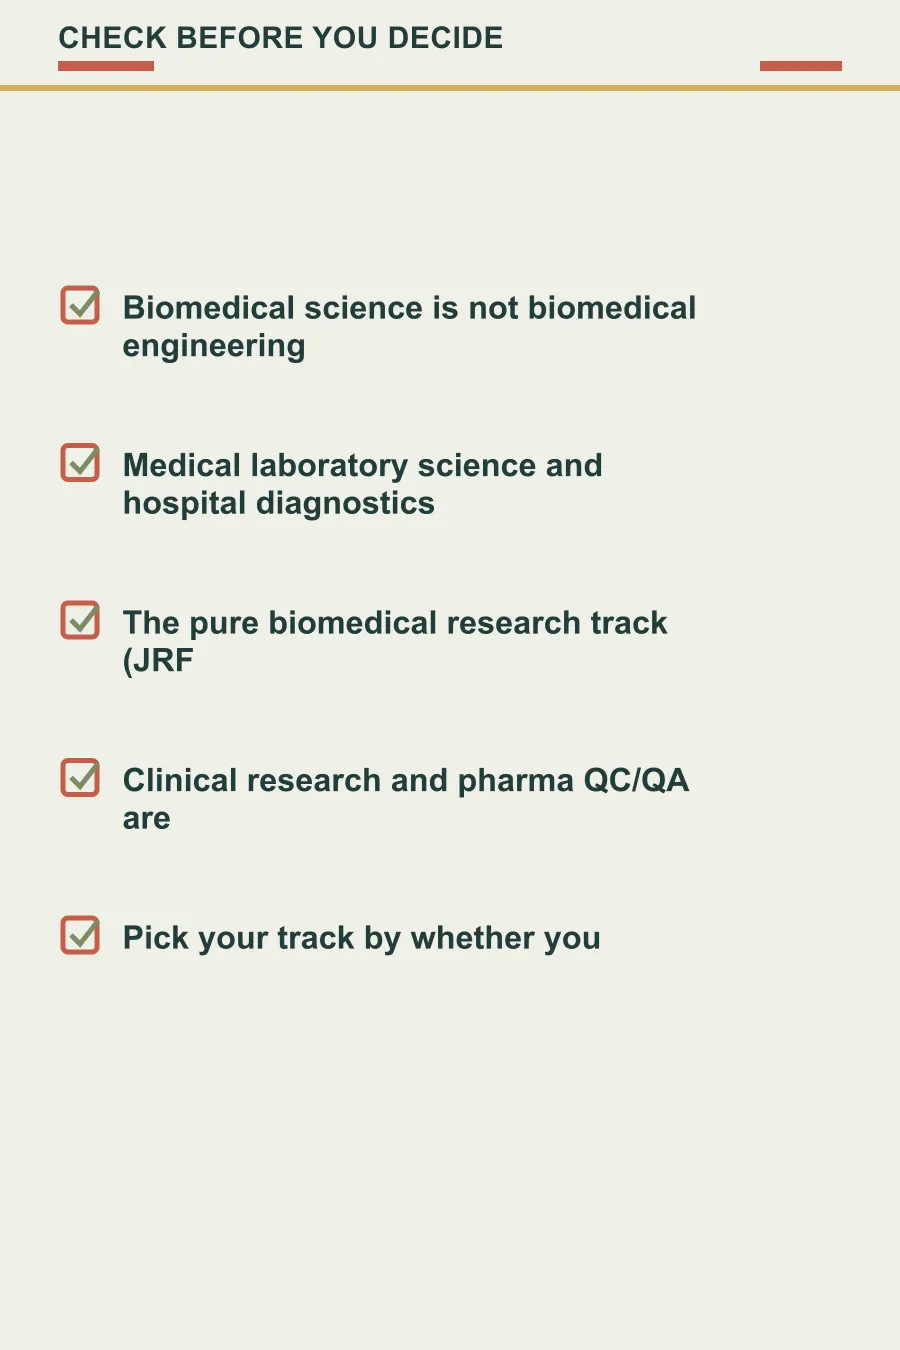 CHECK BEFORE YOU DECIDE
Biomedical science is not biomedical
engineering
Medical laboratory science and
hospital diagnostics
The pure biomedical research track
(JRF
Clinical research and pharma QC/QA
are
Pick your track by whether you